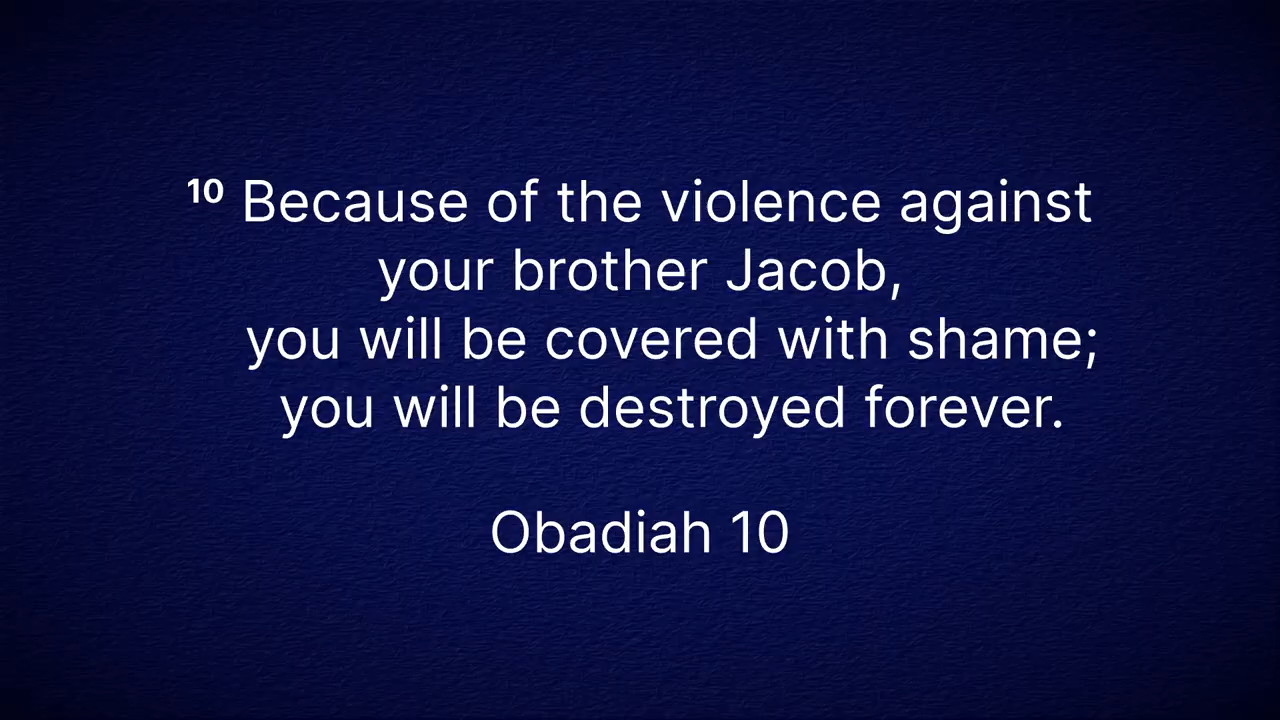 ¹⁰ Because of the violence against
your brother Jacob,
you will be covered with shame;
you will be destroyed forever.
Obadiah 10